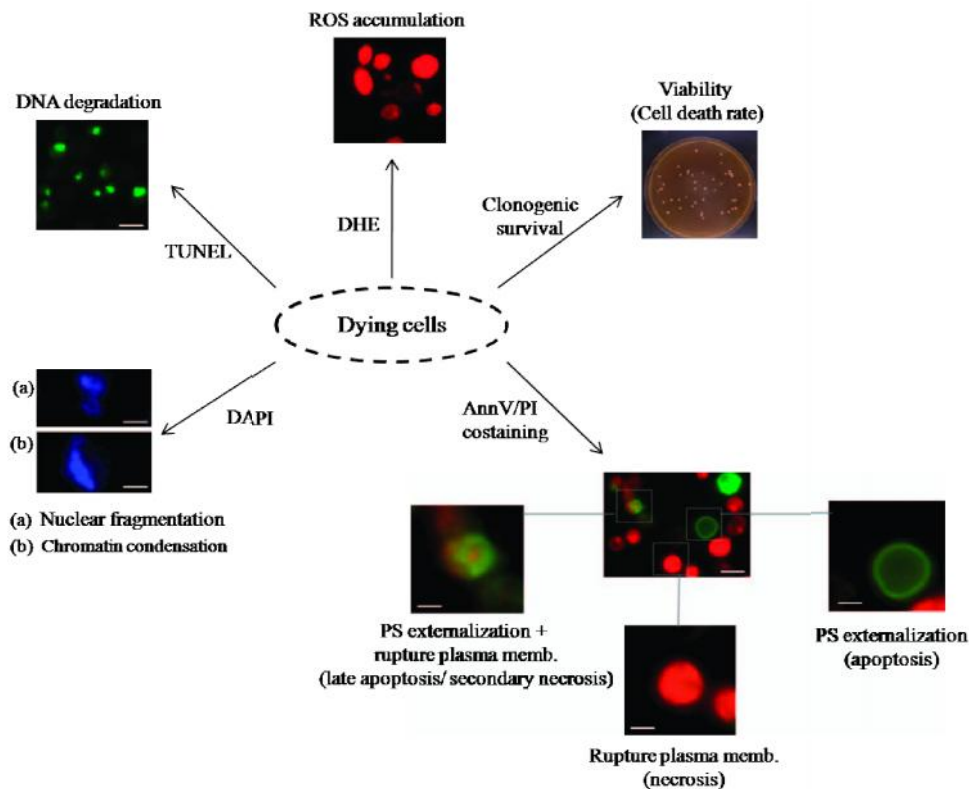 ROS accumulation
DNA degradation
Viability
(Cell death rate)
DHE
Clonogenic
survival
TUNEL
Dying cells
(a)
(b)
DAPI
AnnV/PI
costaining
(a) Nuclear fragmentation
(b) Chromatin condensation
PS externalization +
rupture plasma memb.
(late apoptosis/ secondary necrosis)
PS externalization
(apoptosis)
Rupture plasma memb.
(necrosis)